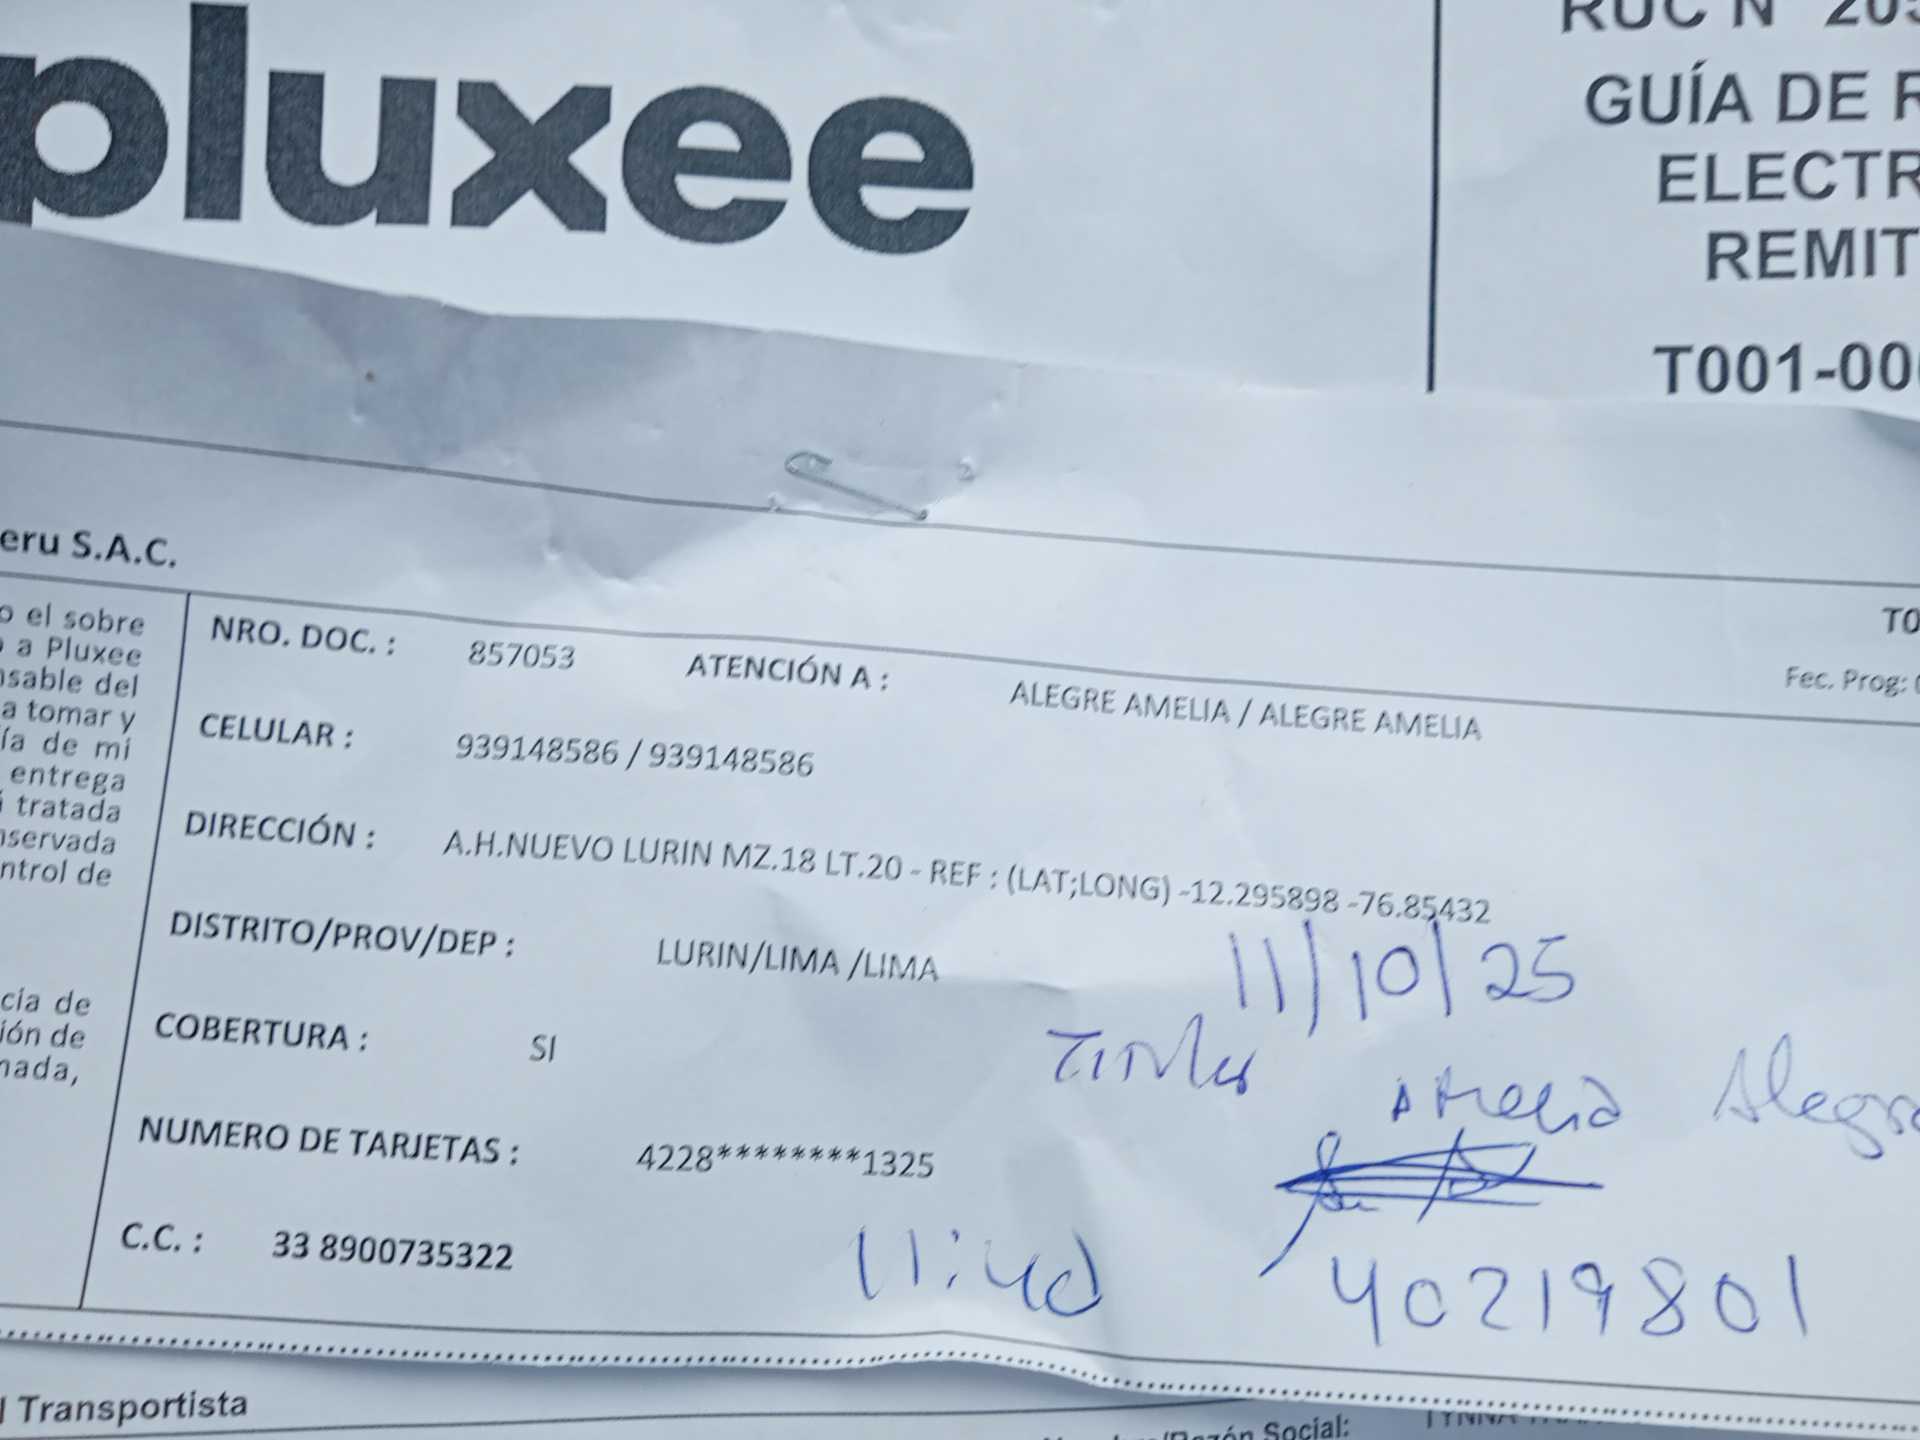 pluxee
RUC N° 205
GUÍA DE R
ELECTR
REMIT
T001-00
eru S.A.C.
T0
Fec. Prog: 0
o el sobre
o a Pluxee
nsable del
a tomar y
ía de mi
entrega
tratada
nservada
ntrol de
cia de
ión de
nada,
NRO. DOC. : 857053 ATENCIÓN A : ALEGRE AMELIA / ALEGRE AMELIA
CELULAR : 939148586 / 939148586
DIRECCIÓN : A.H.NUEVO LURIN MZ.18 LT.20 - REF : (LAT;LONG) -12.295898 -76.85432
DISTRITO/PROV/DEP : LURIN/LIMA /LIMA
11/10/25
COBERTURA : SI
Amelia Alegre
NUMERO DE TARJETAS : 4228********1325
C.C. : 33 8900735322
11:40
40219801
l Transportista
Razón Social: